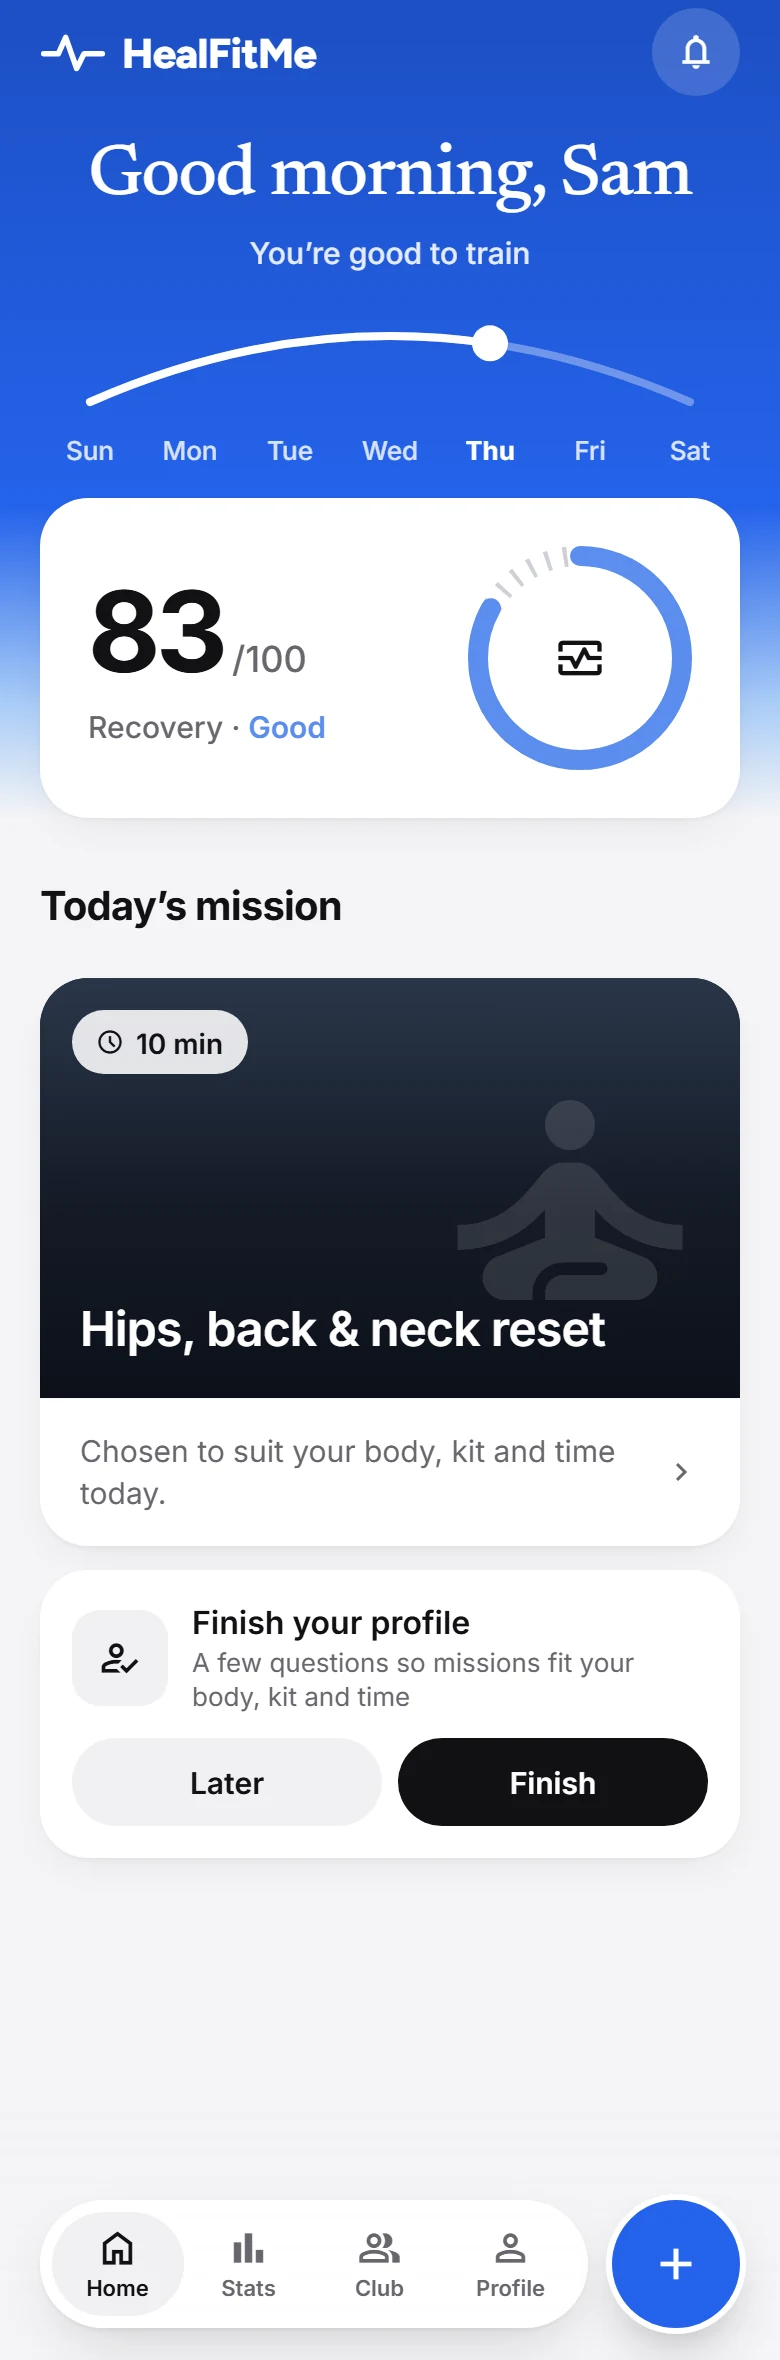 HealFitMe
Good morning, Sam
You’re good to train
Sun Mon Tue Wed Thu Fri Sat
83/100
Recovery · Good
Today’s mission
10 min
Hips, back & neck reset
Chosen to suit your body, kit and time
today.
Finish your profile
A few questions so missions fit your
body, kit and time
Later Finish
Home Stats Club Profile